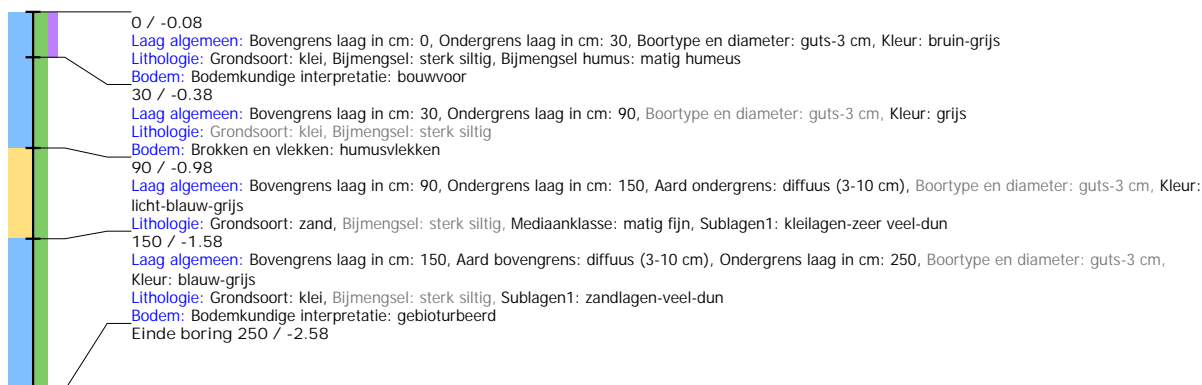 0 / -0.08
Laag algemeen: Bovengrens laag in cm: 0, Ondergrens laag in cm: 30, Boortype en diameter: guts-3 cm, Kleur: bruin-grijs
Lithologie: Grondsoort: klei, Bijmengsel: sterk siltig, Bijmengsel humus: matig humeus
Bodem: Bodemkundige interpretatie: bouwvoor
30 / -0.38
Laag algemeen: Bovengrens laag in cm: 30, Ondergrens laag in cm: 90, Boortype en diameter: guts-3 cm, Kleur: grijs
Lithologie: Grondsoort: klei, Bijmengsel: sterk siltig
Bodem: Brokken en vlekken: humusvlekken
90 / -0.98
Laag algemeen: Bovengrens laag in cm: 90, Ondergrens laag in cm: 150, Aard ondergrens: diffuus (3-10 cm), Boortype en diameter: guts-3 cm, Kleur:
licht-blauw-grijs
Lithologie: Grondsoort: zand, Bijmengsel: sterk siltig, Mediaanklasse: matig fijn, Sublagen1: kleilagen-zeer veel-dun
150 / -1.58
Laag algemeen: Bovengrens laag in cm: 150, Aard bovengrens: diffuus (3-10 cm), Ondergrens laag in cm: 250, Boortype en diameter: guts-3 cm,
Kleur: blauw-grijs
Lithologie: Grondsoort: klei, Bijmengsel: sterk siltig, Sublagen1: zandlagen-veel-dun
Bodem: Bodemkundige interpretatie: gebioturbeerd
Einde boring 250 / -2.58